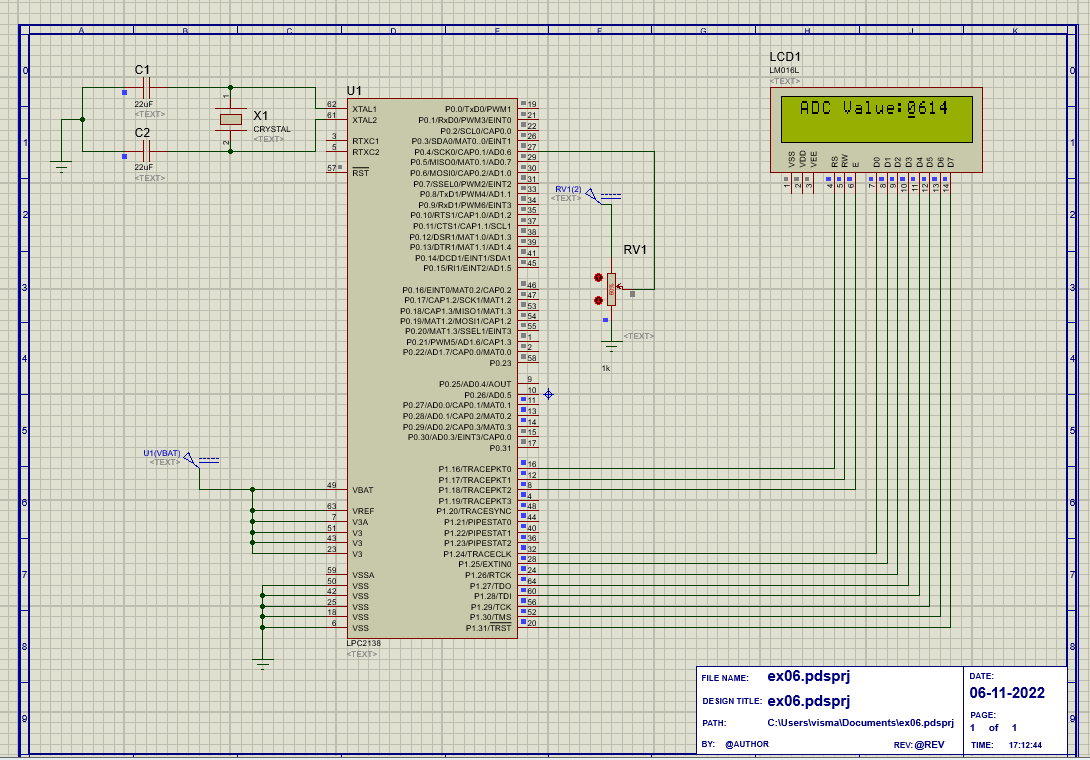 A B C D E F G H J K
0 0
1 1
2 2
3 3
4 4
5 5
6 6
7 7
8 8
9 9
C1
22uF
<TEXT>
C2
22uF
<TEXT>
1
X1
CRYSTAL
<TEXT>
2
U1
62 XTAL1
61 XTAL2
3 RTXC1
5 RTXC2
57 RST
U1(VBAT)
<TEXT>
49 VBAT
63 VREF
7 V3A
51 V3
43 V3
23 V3
59 VSSA
50 VSS
42 VSS
25 VSS
18 VSS
6 VSS
P0.0/TxD0/PWM1 19
P0.1/RxD0/PWM3/EINT0 21
P0.2/SCL0/CAP0.0 22
P0.3/SDA0/MAT0.0/EINT1 26
P0.4/SCK0/CAP0.1/AD0.6 27
P0.5/MISO0/MAT0.1/AD0.7 29
P0.6/MOSI0/CAP0.2/AD1.0 30
P0.7/SSEL0/PWM2/EINT2 31
P0.8/TxD1/PWM4/AD1.1 33
P0.9/RxD1/PWM6/EINT3 34
P0.10/RTS1/CAP1.0/AD1.2 35
P0.11/CTS1/CAP1.1/SCL1 37
P0.12/DSR1/MAT1.0/AD1.3 38
P0.13/DTR1/MAT1.1/AD1.4 39
P0.14/DCD1/EINT1/SDA1 41
P0.15/RI1/EINT2/AD1.5 45
P0.16/EINT0/MAT0.2/CAP0.2 46
P0.17/CAP1.2/SCK1/MAT1.2 47
P0.18/CAP1.3/MISO1/MAT1.3 53
P0.19/MAT1.2/MOSI1/CAP1.2 54
P0.20/MAT1.3/SSEL1/EINT3 55
P0.21/PWM5/AD1.6/CAP1.3 1
P0.22/AD1.7/CAP0.0/MAT0.0 2
P0.23 58
P0.25/AD0.4/AOUT 9
P0.26/AD0.5 10
P0.27/AD0.0/CAP0.1/MAT0.1 11
P0.28/AD0.1/CAP0.2/MAT0.2 13
P0.29/AD0.2/CAP0.3/MAT0.3 14
P0.30/AD0.3/EINT3/CAP0.0 15
P0.31 17
P1.16/TRACEPKT0 16
P1.17/TRACEPKT1 12
P1.18/TRACEPKT2 8
P1.19/TRACEPKT3 4
P1.20/TRACESYNC 48
P1.21/PIPESTAT0 44
P1.22/PIPESTAT1 40
P1.23/PIPESTAT2 36
P1.24/TRACECLK 32
P1.25/EXTIN0 28
P1.26/RTCK 24
P1.27/TDO 64
P1.28/TDI 60
P1.29/TCK 56
P1.30/TMS 52
P1.31/TRST 20
LPC2138
<TEXT>
RV1(2)
<TEXT>
RV1
<TEXT>
1k
LCD1
LM016L
<TEXT>
ADC Value:0614
VSS VDD VEE RS RW E D0 D1 D2 D3 D4 D5 D6 D7
1 2 3 4 5 6 7 8 9 10 11 12 13 14
FILE NAME: ex06.pdsprj
DESIGN TITLE: ex06.pdsprj
PATH: C:\Users\visma\Documents\ex06.pdsprj
BY: @AUTHOR REV:@REV
DATE:
06-11-2022
PAGE:
1 of 1
TIME: 17:12:44